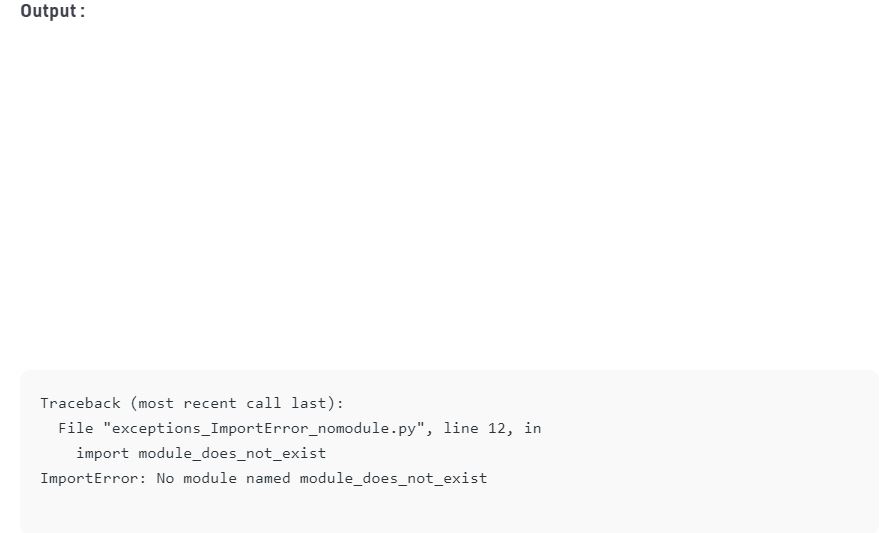 Output:
Traceback (most recent call last):
  File "exceptions_ImportError_nomodule.py", line 12, in
    import module_does_not_exist
ImportError: No module named module_does_not_exist